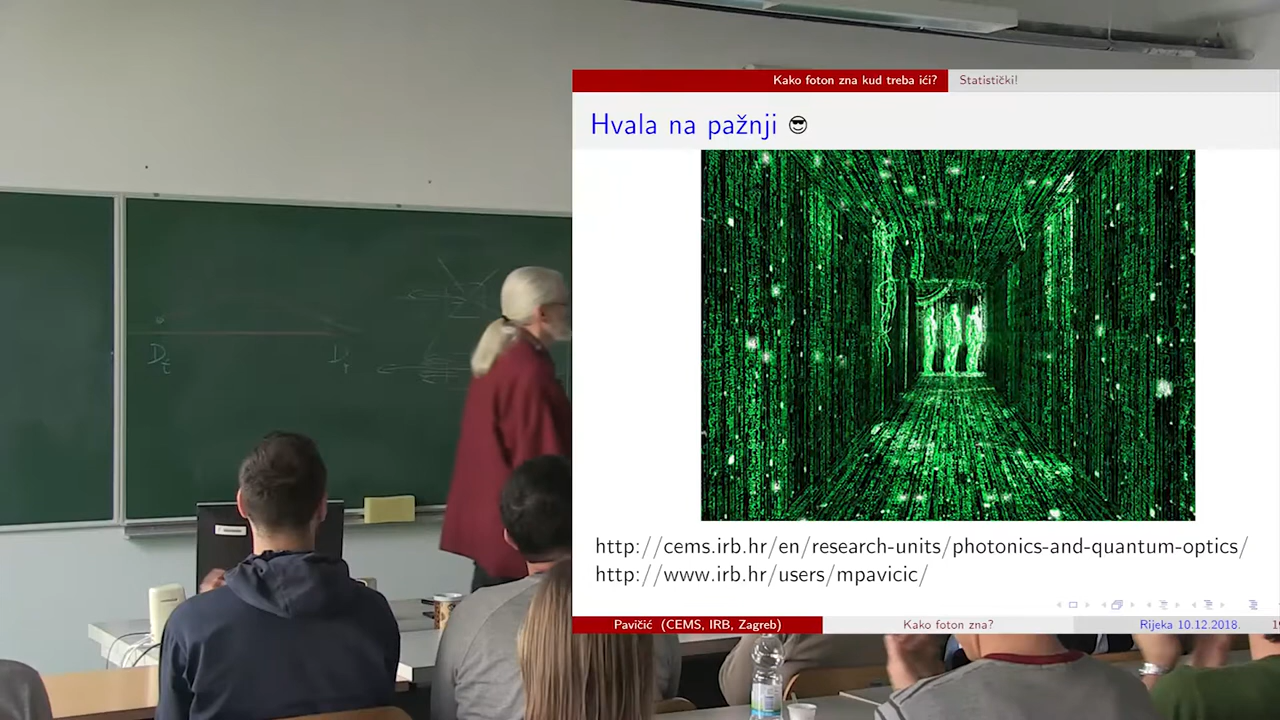 Kako foton zna kud treba ići? Statistički!
Hvala na pažnji 😎
http://cems.irb.hr/en/research-units/photonics-and-quantum-optics/
http://www.irb.hr/users/mpavicic/
Pavičić (CEMS, IRB, Zagreb) Kako foton zna? Rijeka 10.12.2018.